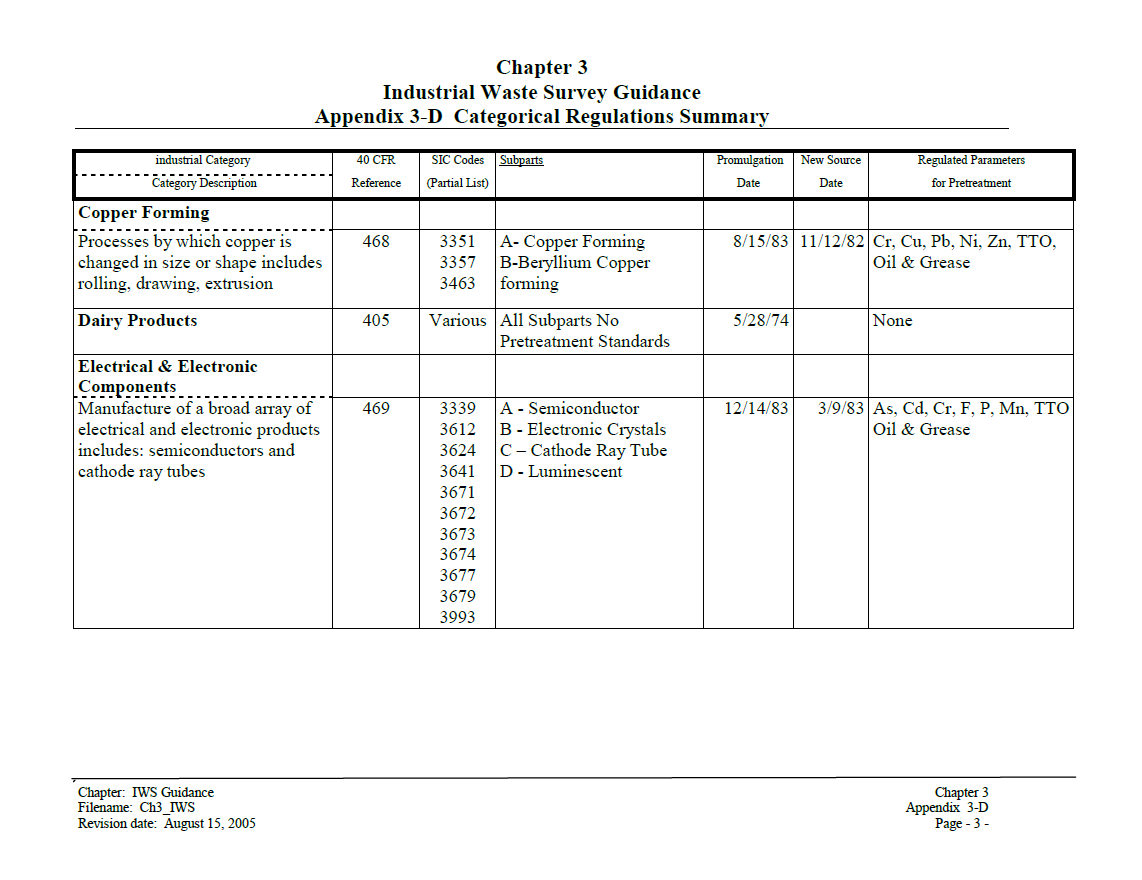 Chapter 3
Industrial Waste Survey Guidance
Appendix 3-D  Categorical Regulations Summary
industrial Category
Category Description
40 CFR
Reference
SIC Codes
(Partial List)
Subparts
Promulgation
Date
New Source
Date
Regulated Parameters
for Pretreatment
Copper Forming
Processes by which copper is
changed in size or shape includes
rolling, drawing, extrusion
468
3351
3357
3463
A- Copper Forming
B-Beryllium Copper
forming
8/15/83
11/12/82
Cr, Cu, Pb, Ni, Zn, TTO,
Oil & Grease
Dairy Products
405
Various
All Subparts No
Pretreatment Standards
5/28/74
None
Electrical & Electronic
Components
Manufacture of a broad array of
electrical and electronic products
includes: semiconductors and
cathode ray tubes
469
3339
3612
3624
3641
3671
3672
3673
3674
3677
3679
3993
A - Semiconductor
B - Electronic Crystals
C – Cathode Ray Tube
D - Luminescent
12/14/83
3/9/83
As, Cd, Cr, F, P, Mn, TTO
Oil & Grease
Chapter:  IWS Guidance
Filename:  Ch3_IWS
Revision date:  August 15, 2005
Chapter 3
Appendix  3-D
Page - 3 -